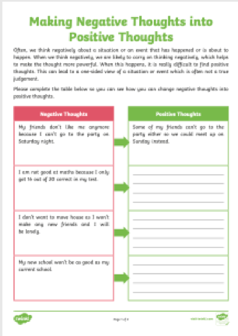 Making Negative Thoughts into
Positive Thoughts
Often, we think negatively about a situation or an event that has happened or is about to
happen. When we think negatively, we are likely to carry on thinking negatively, which helps
to make the thought more powerful. When this happens, it is really difficult to find positive
thoughts. This can lead to a one-sided view of a situation or event which is often not a true
judgement.
Please complete the table below so you can see how you can change negative thoughts into
positive thoughts.
Negative Thoughts
Positive Thoughts
My friends don't like me anymore
because I can't go to the party on
Saturday night.
Some of my friends can't go to the
party either so we could meet up on
Sunday instead.
I am not good at maths because I only
got 14 out of 30 correct in my test.
I don't want to move house as I won't
make any new friends and I will
be lonely.
My new school won't be as good as my
current school.